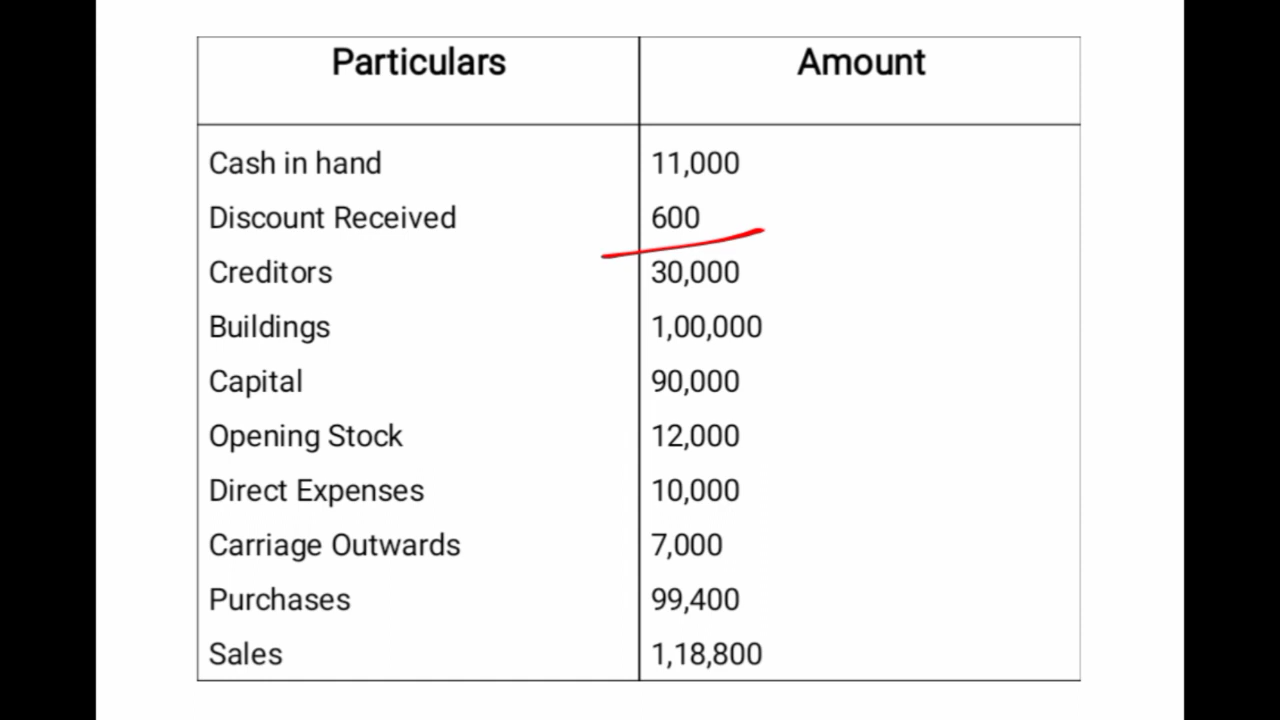 Particulars Amount
Cash in hand 11,000
Discount Received 600
Creditors 30,000
Buildings 1,00,000
Capital 90,000
Opening Stock 12,000
Direct Expenses 10,000
Carriage Outwards 7,000
Purchases 99,400
Sales 1,18,800